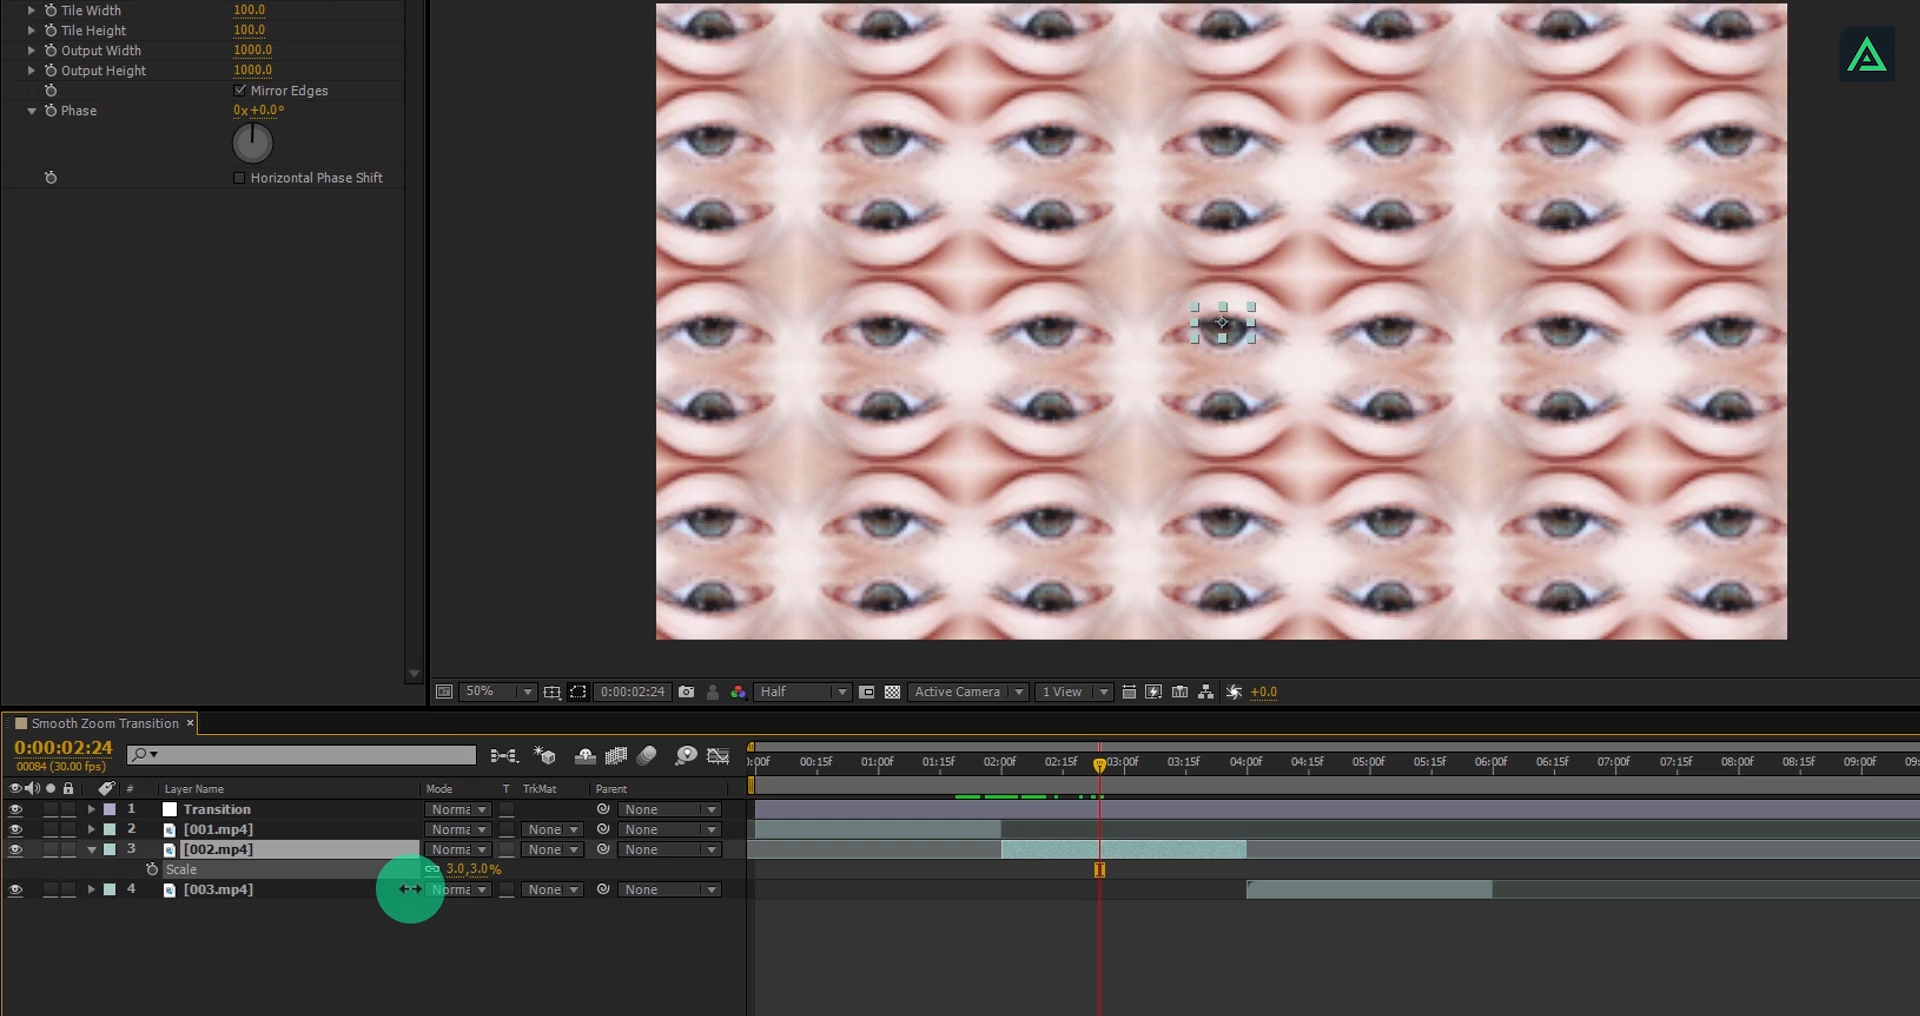 Tile Width 100.0
Tile Height 100.0
Output Width 1000.0
Output Height 1000.0
Mirror Edges
Phase 0x+0.0°
Horizontal Phase Shift
50% 0:00:02:24 Half Active Camera 1 View +0.0
Smooth Zoom Transition ×
0:00:02:24
00084 (30.00 fps)
:00f 00:15f 01:00f 01:15f 02:00f 02:15f 03:00f 03:15f 04:00f 04:15f 05:00f 05:15f 06:00f 06:15f 07:00f 07:15f 08:00f 08:15f 09:00f 09:
# Layer Name Mode T TrkMat Parent
1 Transition Norma None
2 [001.mp4] Norma None None
3 [002.mp4] Norma None None
Scale 3.0,3.0%
4 [003.mp4] Norma None None